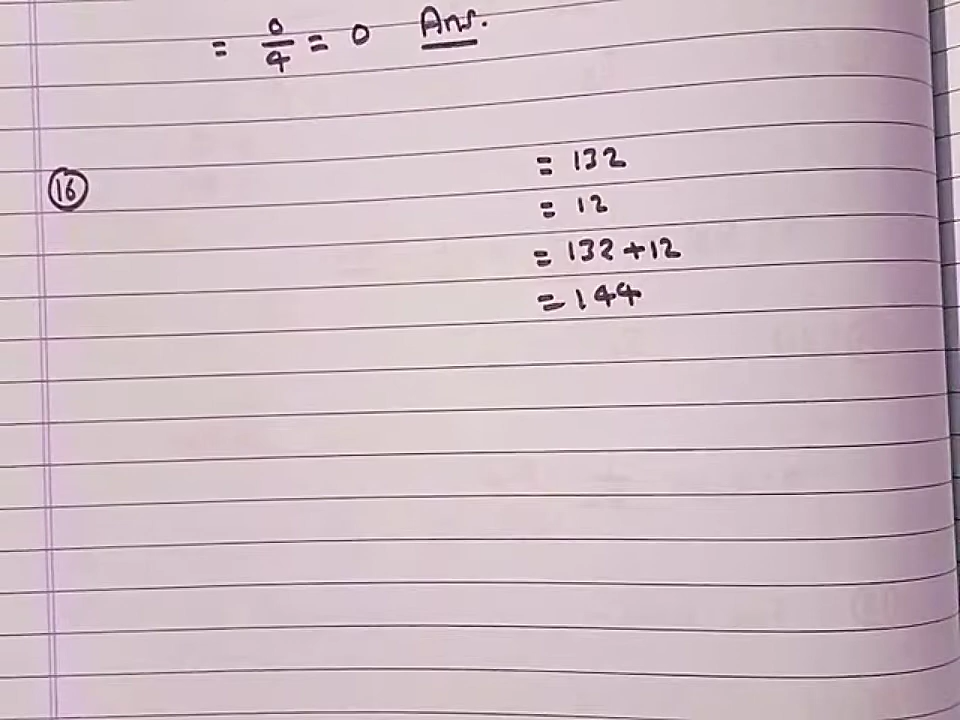 = 0/4 = 0 Ans.
(16) = 132
= 12
= 132 + 12
= 144